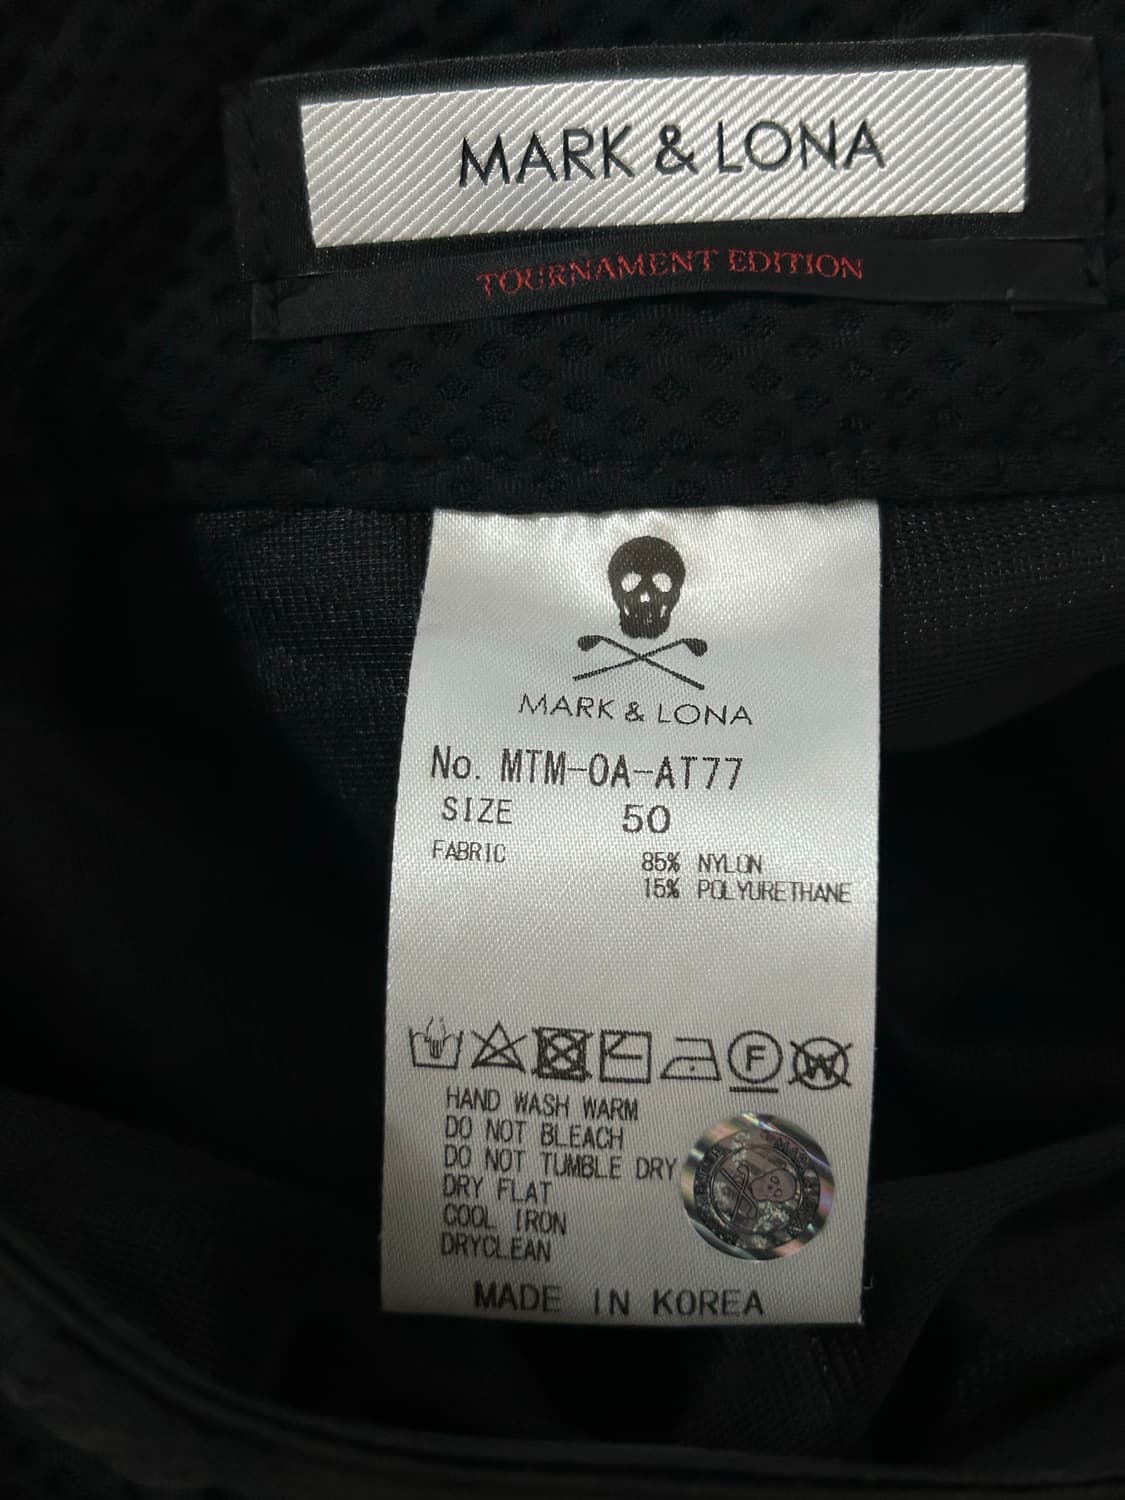 MARK & LONA
TOURNAMENT EDITION
MARK & LONA
No. MTM-OA-AT77
SIZE 50
FABRIC 85% NYLON
15% POLYURETHANE
F W
HAND WASH WARM
DO NOT BLEACH
DO NOT TUMBLE DRY
DRY FLAT
COOL IRON
DRYCLEAN
MADE IN KOREA